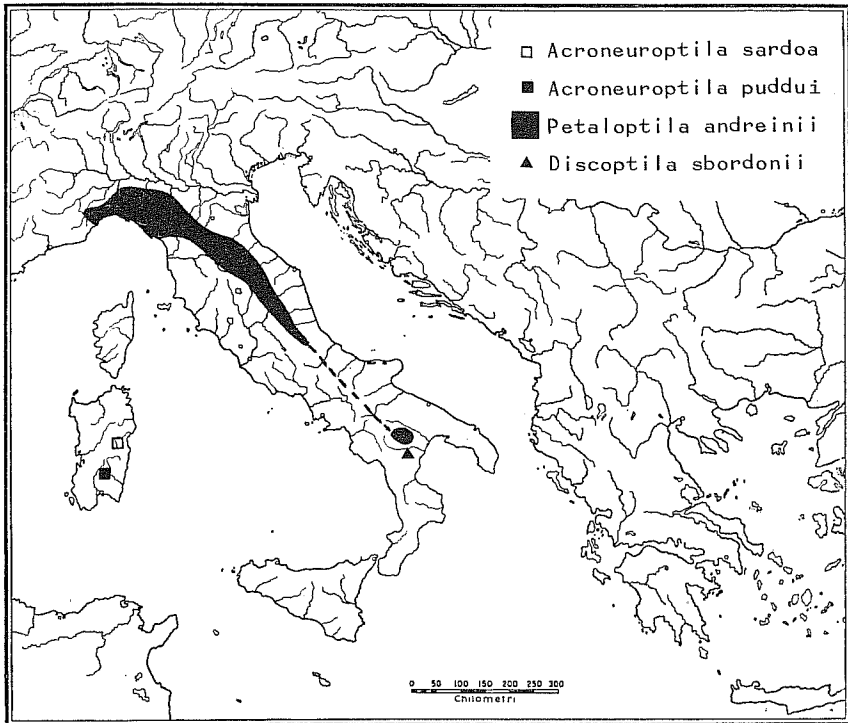 Acroneuroptila sardoa
Acroneuroptila puddui
Petaloptila andreinii
Discoptila sbordonii
0 50 100 150 200 250 300
Chilometri